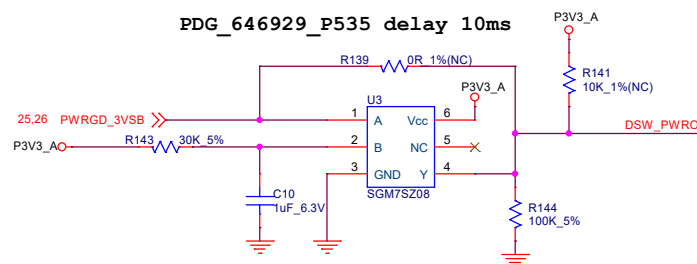 PDG_646929_P535 delay 10ms
P3V3_A
R139 0R_1%(NC)
P3V3_A
R141
10K_1%(NC)
U3
25,26 PWRGD_3VSB
1 A Vcc 6
DSW_PWRO
P3V3_A R143 30K_5%
2 B NC 5
3 GND Y 4
SGM7SZ08
C10
1uF_6.3V
R144
100K_5%